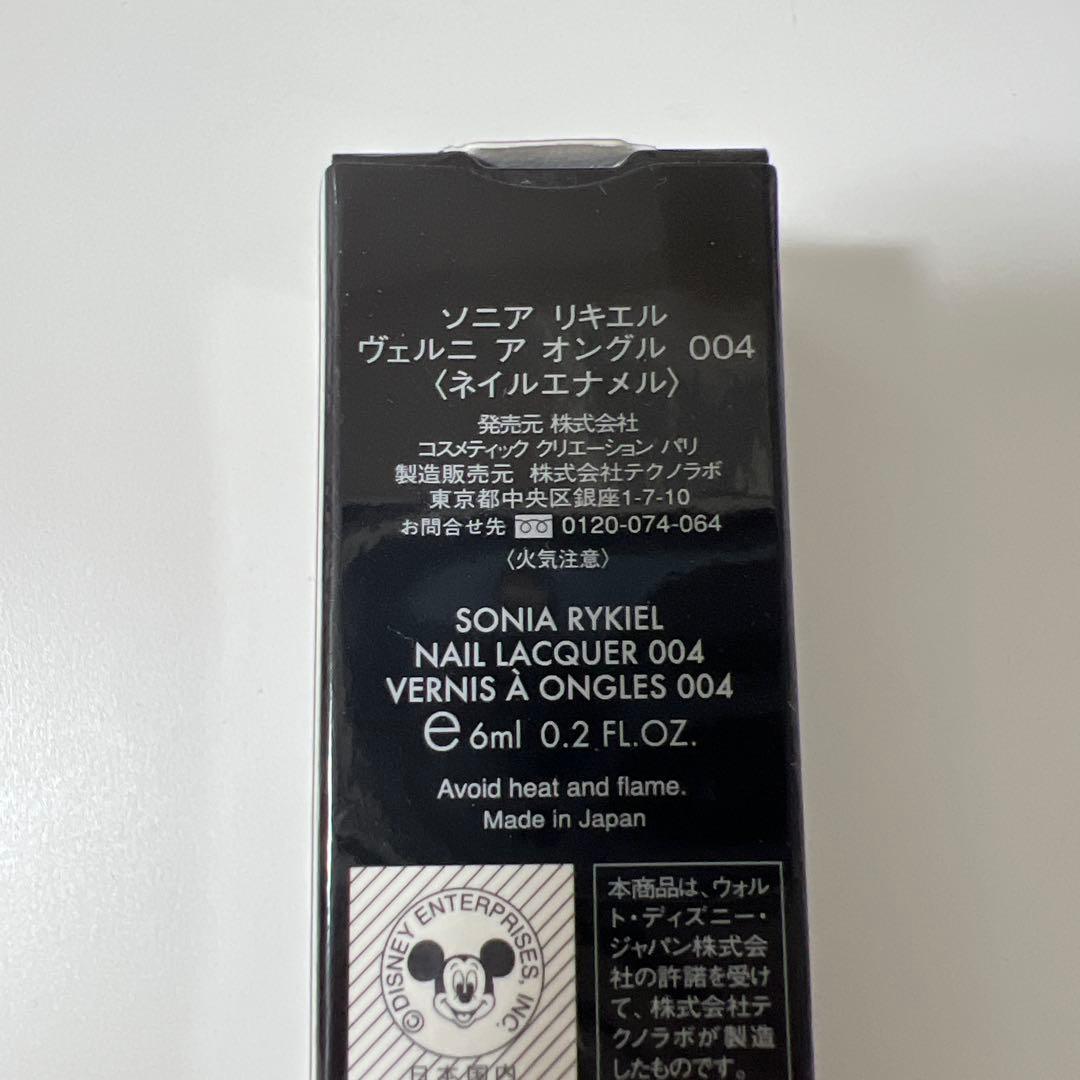 ソニア リキエル
ヴェルニ ア オングル 004
〈ネイルエナメル〉
発売元 株式会社
コスメティック クリエーション パリ
製造販売元 株式会社テクノラボ
東京都中央区銀座1-7-10
お問合せ先 0120-074-064
〈火気注意〉
SONIA RYKIEL
NAIL LACQUER 004
VERNIS À ONGLES 004
e 6ml 0.2 FL.OZ.
Avoid heat and flame.
Made in Japan
©DISNEY ENTERPRISES, INC.
日本国内
本商品は、ウォル
ト・ディズニー・
ジャパン株式会
社の許諾を受け
て、株式会社テ
クノラボが製造
したものです。